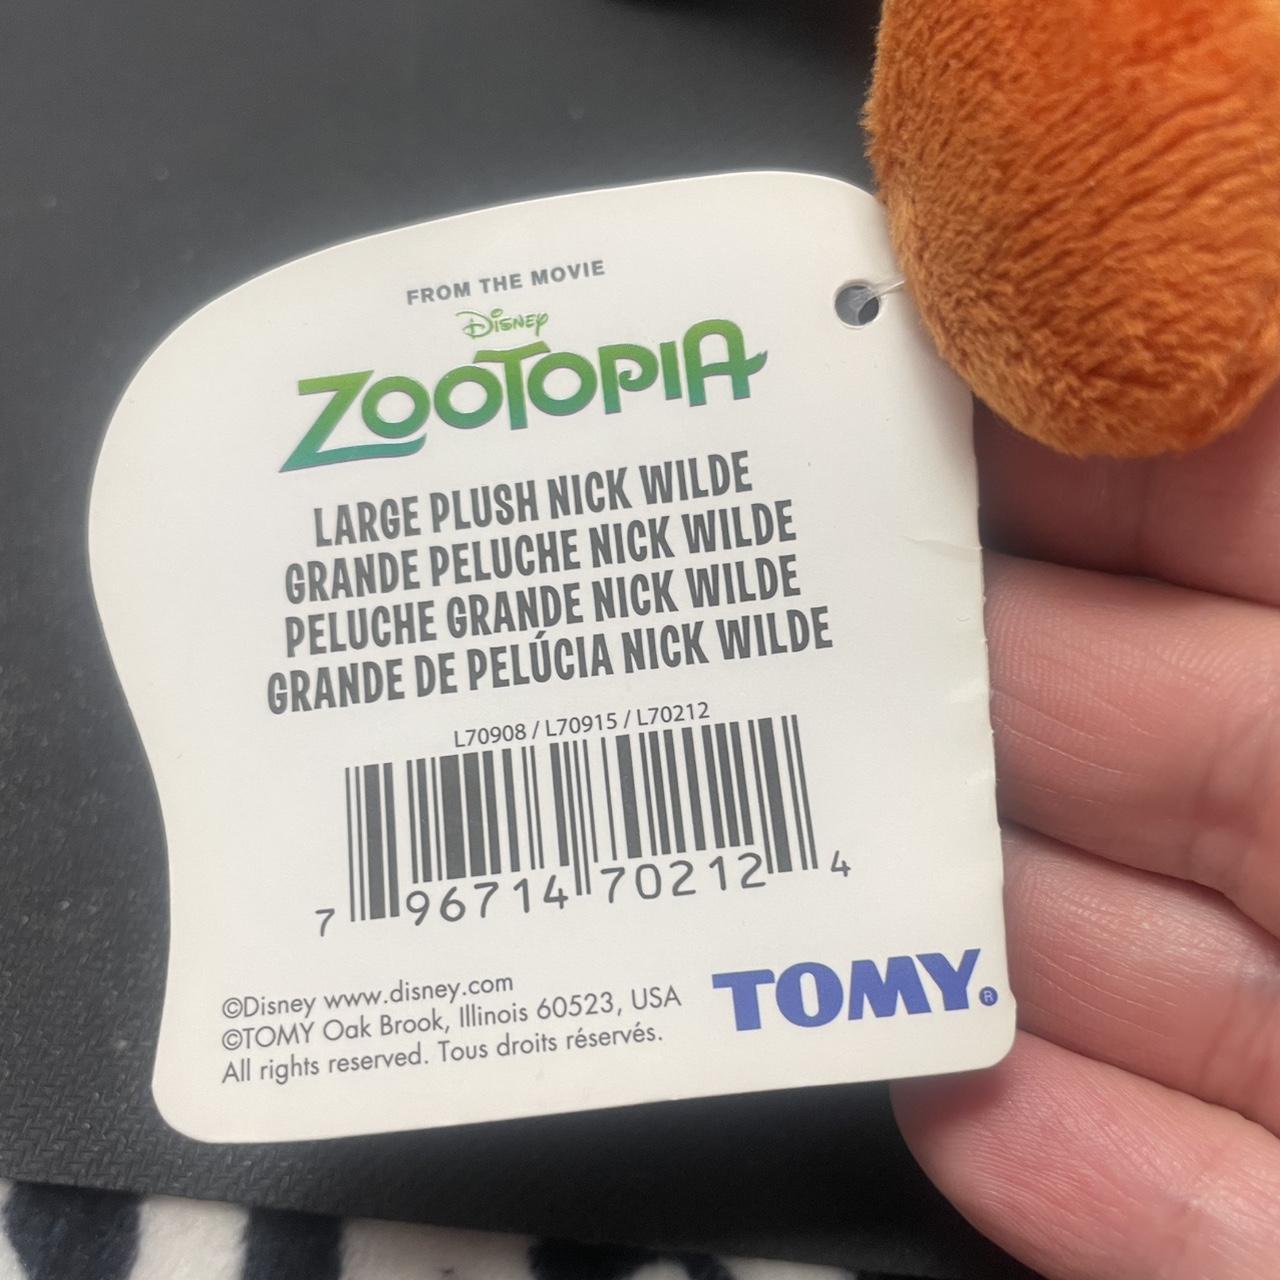 FROM THE MOVIE
Disney
ZOOTOPIA
LARGE PLUSH NICK WILDE
GRANDE PELUCHE NICK WILDE
PELUCHE GRANDE NICK WILDE
GRANDE DE PELÚCIA NICK WILDE
L70908 / L70915 / L70212
7 96714 70212 4
©Disney www.disney.com
©TOMY Oak Brook, Illinois 60523, USA
All rights reserved. Tous droits réservés.
TOMY®